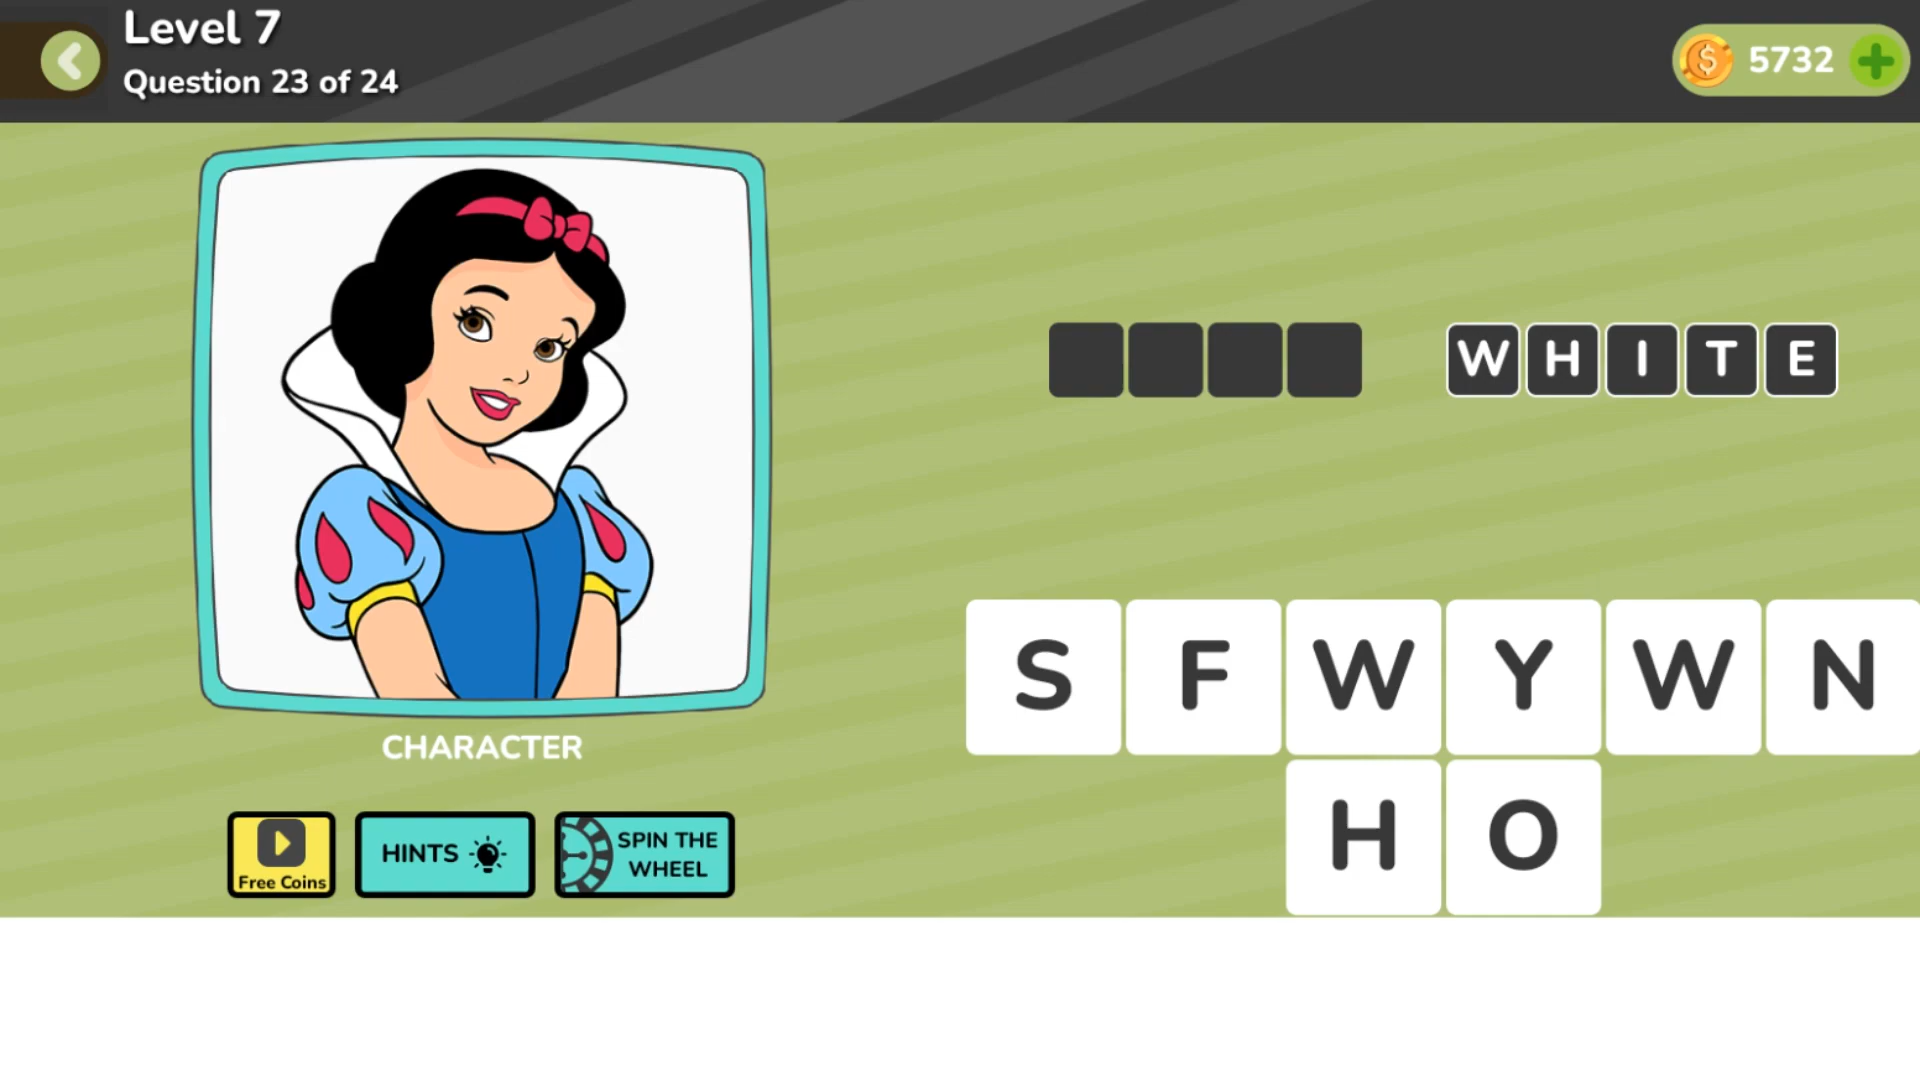 Level 7
Question 23 of 24
5732
WHITE
CHARACTER
S F W Y W N
H O
Free Coins
HINTS
SPIN THE
WHEEL